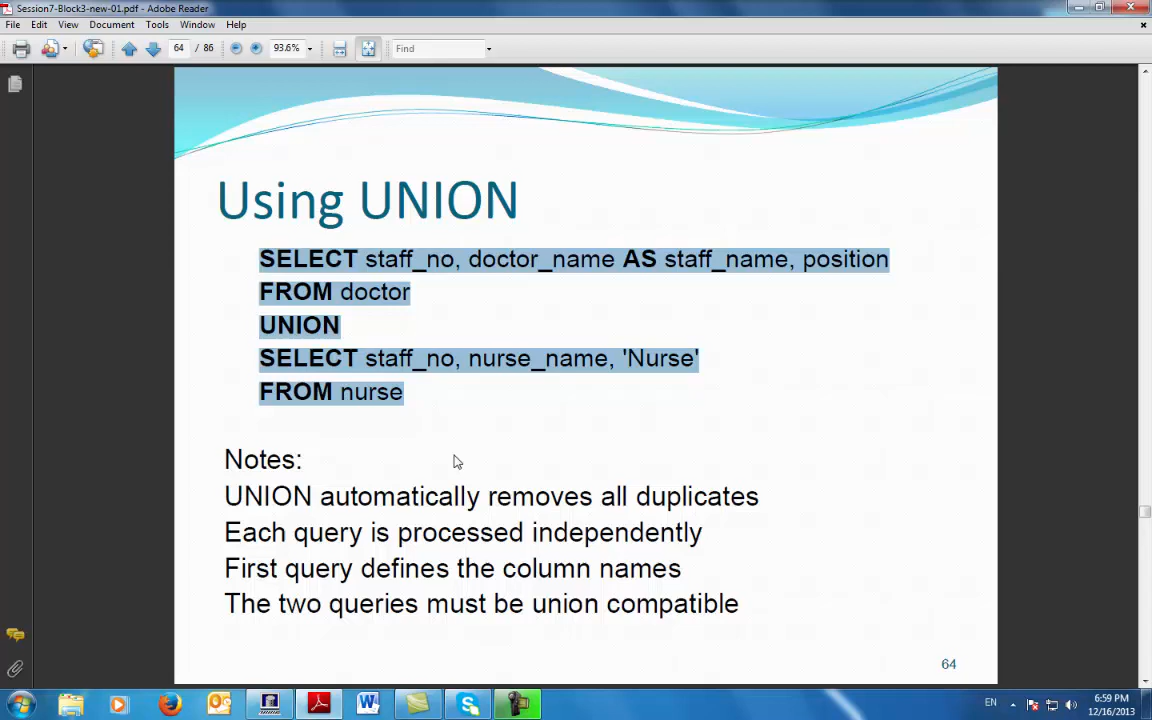 Session7-Block3-new-01.pdf - Adobe Reader
File Edit View Document Tools Window Help
64 / 86 93.6% Find
Using UNION
SELECT staff_no, doctor_name AS staff_name, position
FROM doctor
UNION
SELECT staff_no, nurse_name, 'Nurse'
FROM nurse
Notes:
UNION automatically removes all duplicates
Each query is processed independently
First query defines the column names
The two queries must be union compatible
64
EN
6:59 PM
12/16/2013